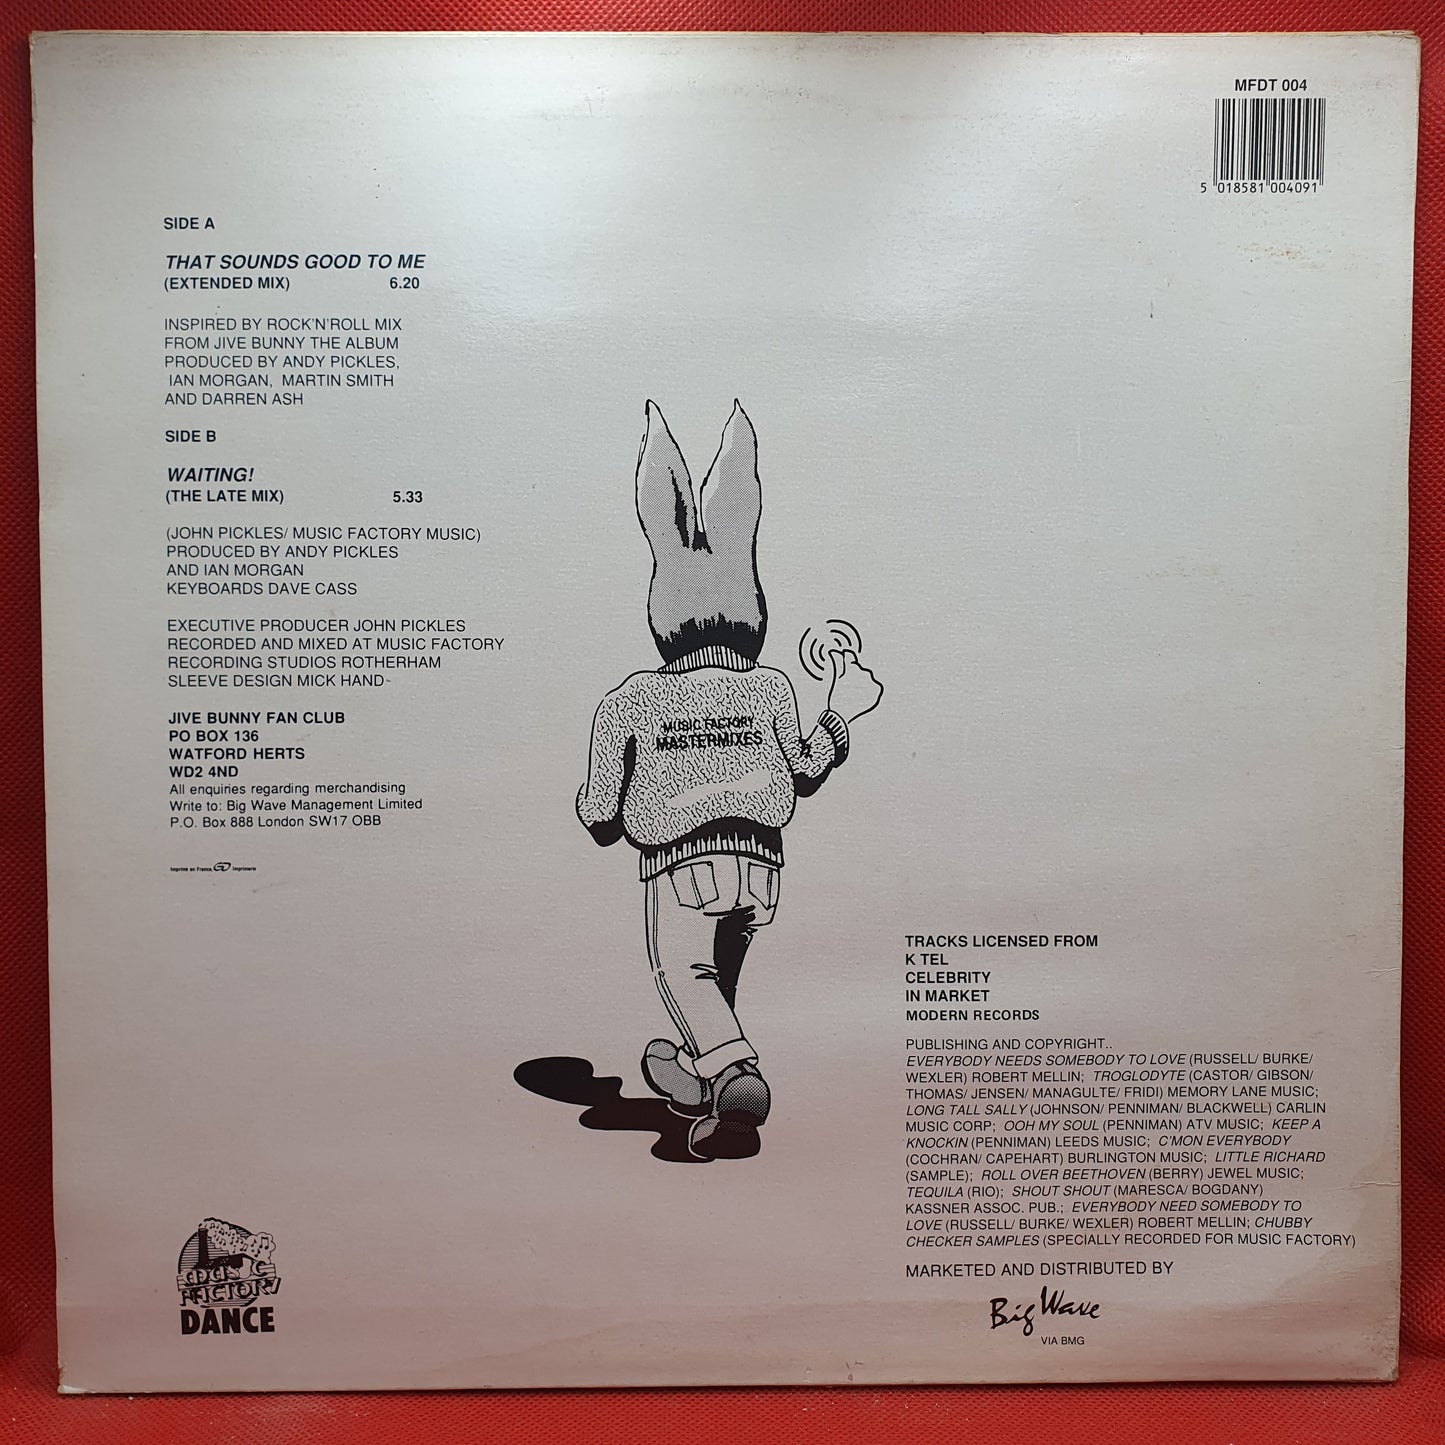 MFDT 004
5 018581 004091
SIDE A
THAT SOUNDS GOOD TO ME
(EXTENDED MIX) 6.20
INSPIRED BY ROCK'N'ROLL MIX
FROM JIVE BUNNY THE ALBUM
PRODUCED BY ANDY PICKLES,
IAN MORGAN, MARTIN SMITH
AND DARREN ASH
SIDE B
WAITING!
(THE LATE MIX) 5.33
(JOHN PICKLES/ MUSIC FACTORY MUSIC)
PRODUCED BY ANDY PICKLES
AND IAN MORGAN
KEYBOARDS DAVE CASS
EXECUTIVE PRODUCER JOHN PICKLES
RECORDED AND MIXED AT MUSIC FACTORY
RECORDING STUDIOS ROTHERHAM
SLEEVE DESIGN MICK HAND
JIVE BUNNY FAN CLUB
PO BOX 136
WATFORD HERTS
WD2 4ND
All enquiries regarding merchandising
Write to: Big Wave Management Limited
P.O. Box 888 London SW17 OBB
Imprimé en France. GD Imprimerie
MUSIC FACTORY
MASTERMIXES
TRACKS LICENSED FROM
K TEL
CELEBRITY
IN MARKET
MODERN RECORDS
PUBLISHING AND COPYRIGHT..
EVERYBODY NEEDS SOMEBODY TO LOVE (RUSSELL/ BURKE/
WEXLER) ROBERT MELLIN; TROGLODYTE (CASTOR/ GIBSON/
THOMAS/ JENSEN/ MANAGULTE/ FRIDI) MEMORY LANE MUSIC;
LONG TALL SALLY (JOHNSON/ PENNIMAN/ BLACKWELL) CARLIN
MUSIC CORP; OOH MY SOUL (PENNIMAN) ATV MUSIC; KEEP A
KNOCKIN (PENNIMAN) LEEDS MUSIC; C'MON EVERYBODY
(COCHRAN/ CAPEHART) BURLINGTON MUSIC; LITTLE RICHARD
(SAMPLE); ROLL OVER BEETHOVEN (BERRY) JEWEL MUSIC;
TEQUILA (RIO); SHOUT SHOUT (MARESCA/ BOGDANY)
KASSNER ASSOC. PUB.; EVERYBODY NEED SOMEBODY TO
LOVE (RUSSELL/ BURKE/ WEXLER) ROBERT MELLIN; CHUBBY
CHECKER SAMPLES (SPECIALLY RECORDED FOR MUSIC FACTORY)
MARKETED AND DISTRIBUTED BY
Big Wave
VIA BMG
MUSIC
FACTORY
DANCE